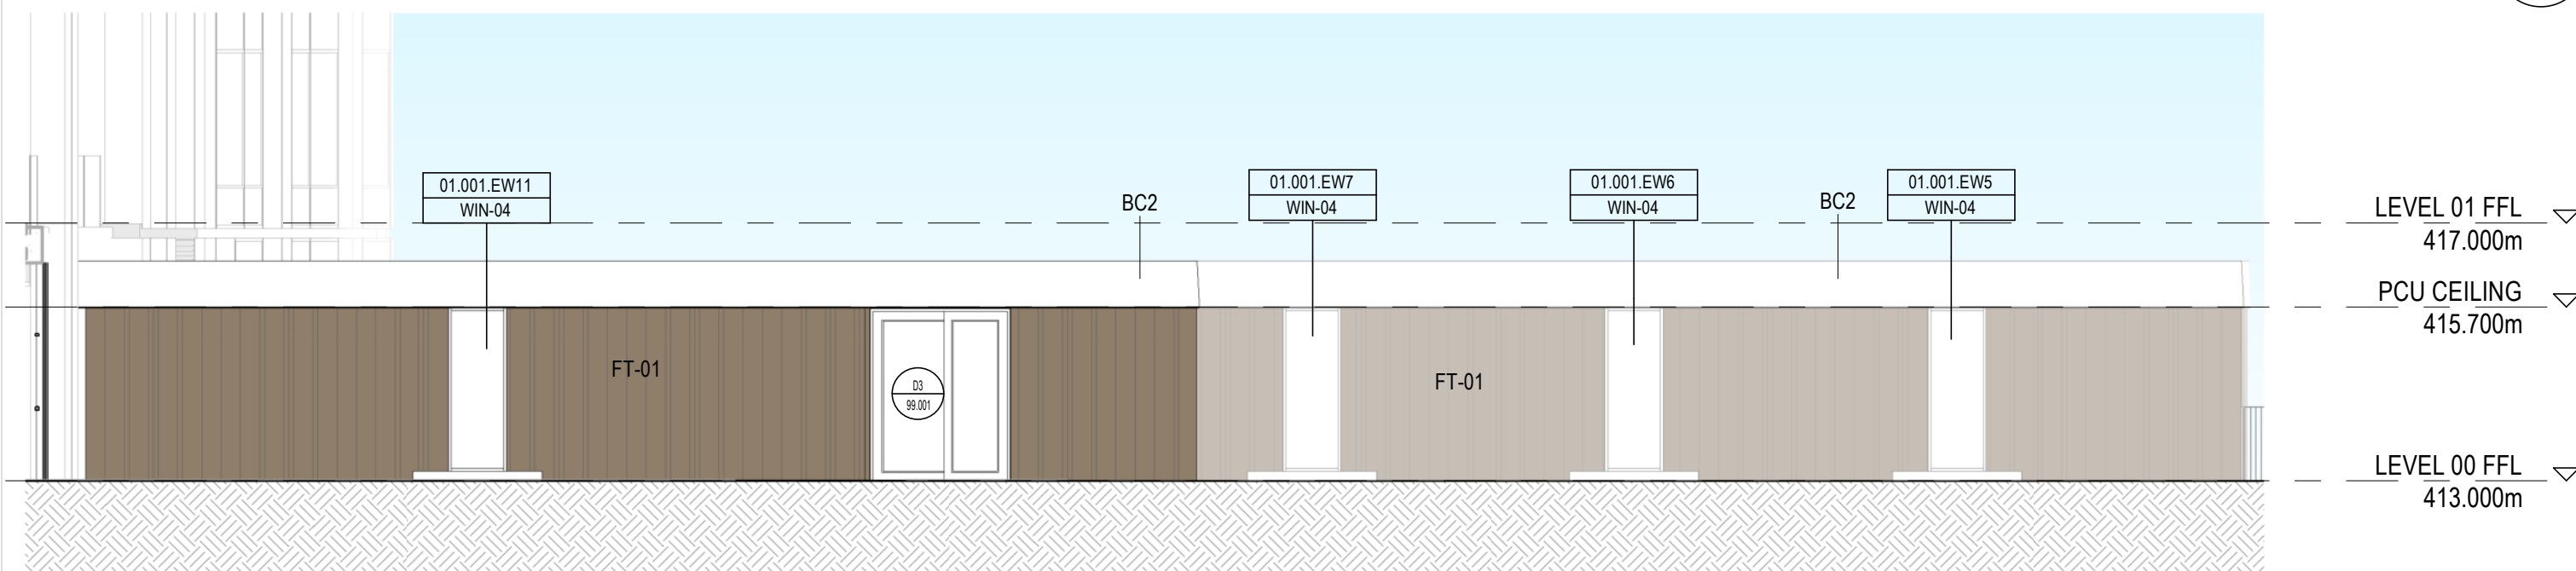 01.001.EW11
WIN-04
BC2
01.001.EW7
WIN-04
01.001.EW6
WIN-04
BC2
01.001.EW5
WIN-04
LEVEL 01 FFL
417.000m
PCU CEILING
415.700m
FT-01
D3
99.001
FT-01
LEVEL 00 FFL
413.000m